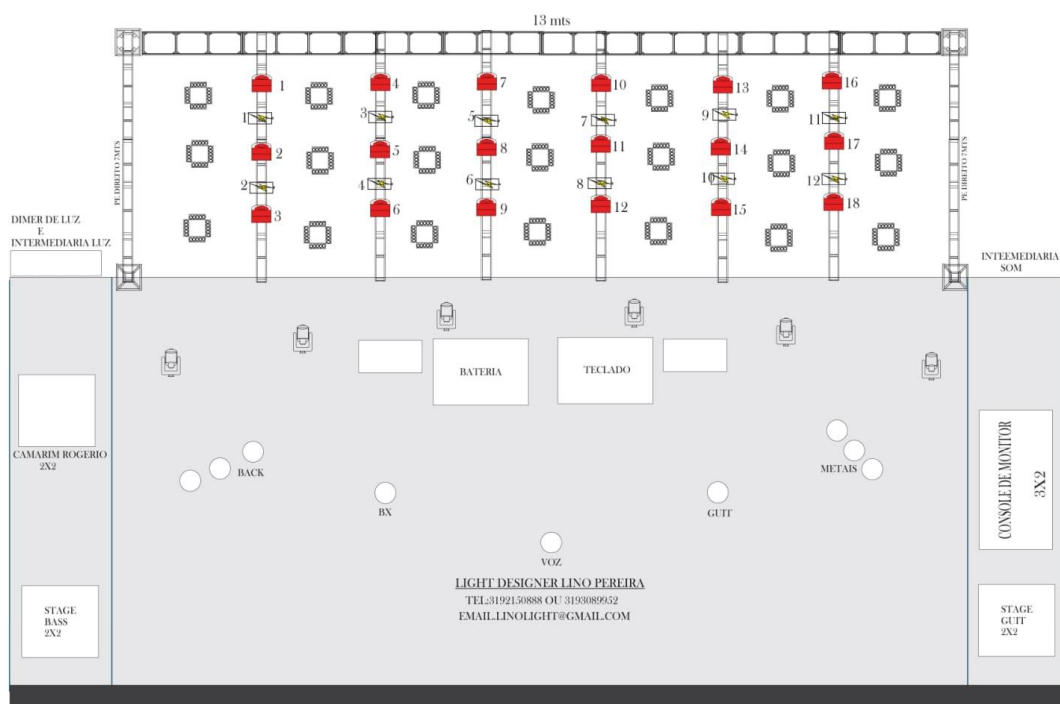 13 mts
1
4
7
10
13
16
1
3
5
7
9
11
2
5
8
11
14
17
2
4
6
8
10
12
3
6
9
12
15
18
PE DIREITO 7MTS
PE DIREITO 7MTS
DIMER DE LUZ
E
INTERMEDIARIA LUZ
INTEEMEDIARIA
SOM
BATERIA
TECLADO
CAMARIM ROGERIO
2X2
BACK
METAIS
CONSOLE DE MONITOR
3X2
BX
GUIT
VOZ
LIGHT DESIGNER LINO PEREIRA
TEL:3192150888 OU 3193089952
EMAIL.LINOLIGHT@GMAIL.COM
STAGE
BASS
2X2
STAGE
GUIT
2X2